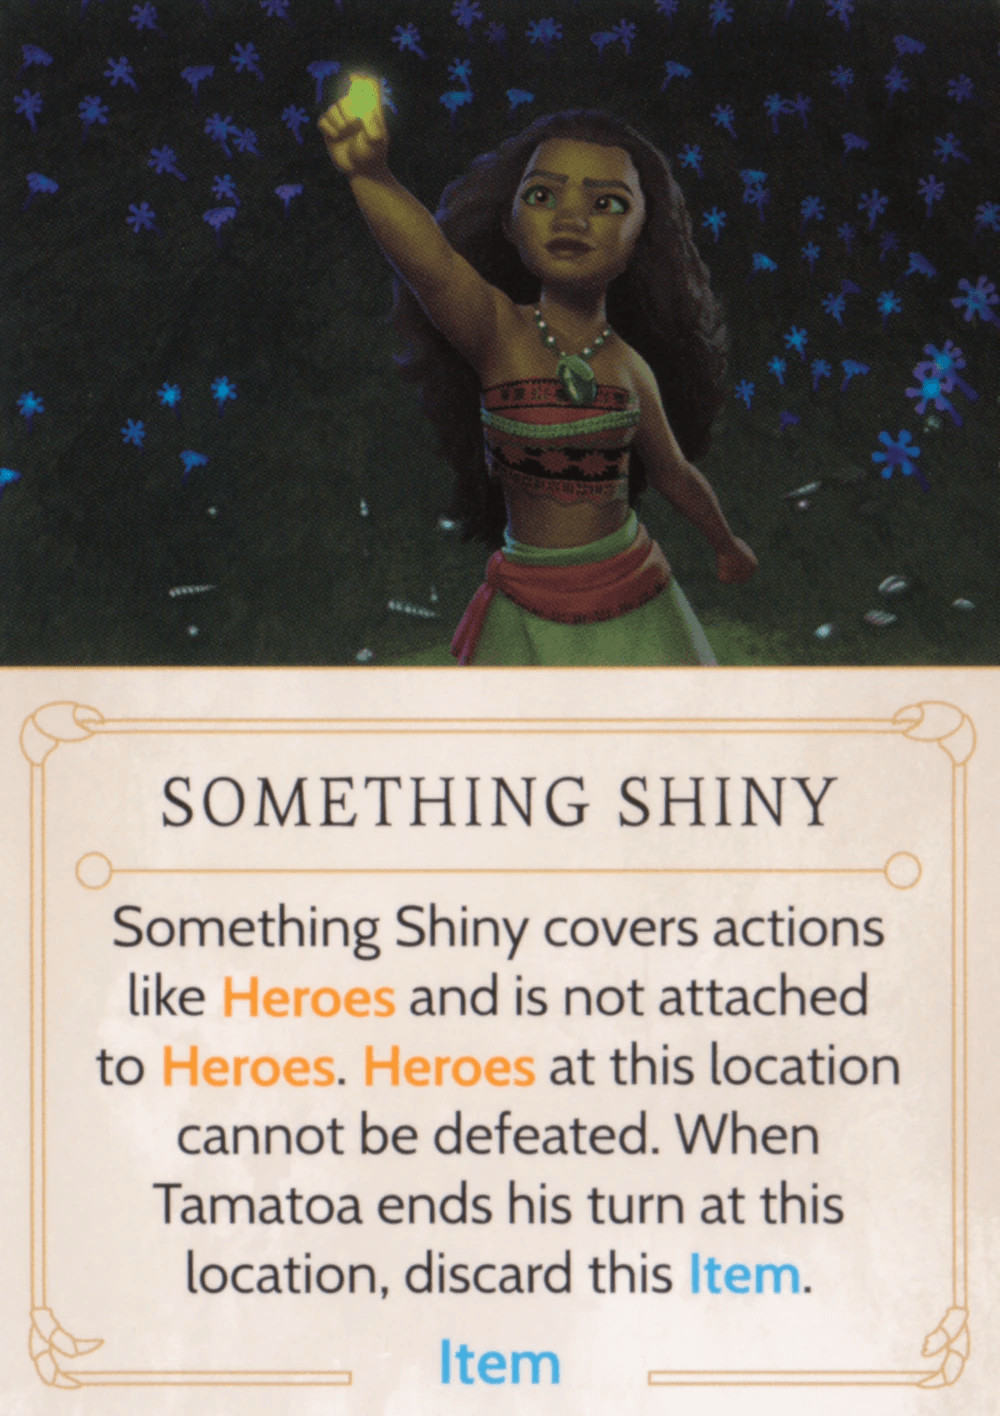 SOMETHING SHINY
Something Shiny covers actions
like Heroes and is not attached
to Heroes. Heroes at this location
cannot be defeated. When
Tamatoa ends his turn at this
location, discard this Item.
Item